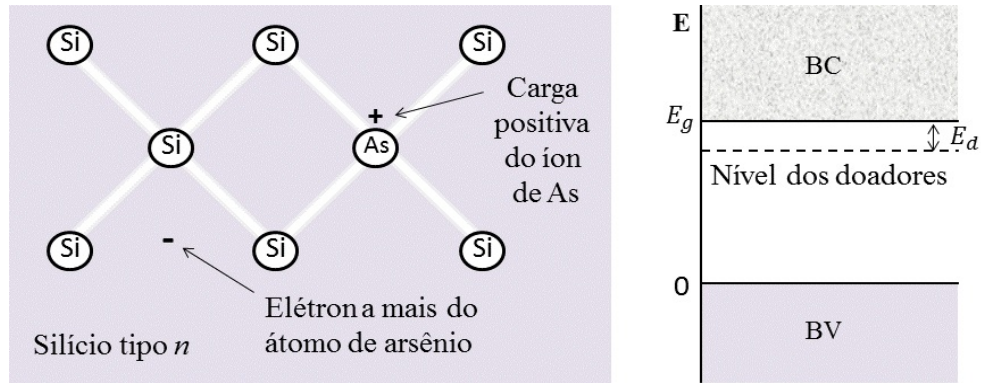 Si Si Si
+
Carga
positiva
do íon
de As
Si As
Si - Si Si
Elétron a mais do
átomo de arsênio
Silício tipo n
E
BC
E_g
E_d
Nível dos doadores
0
BV